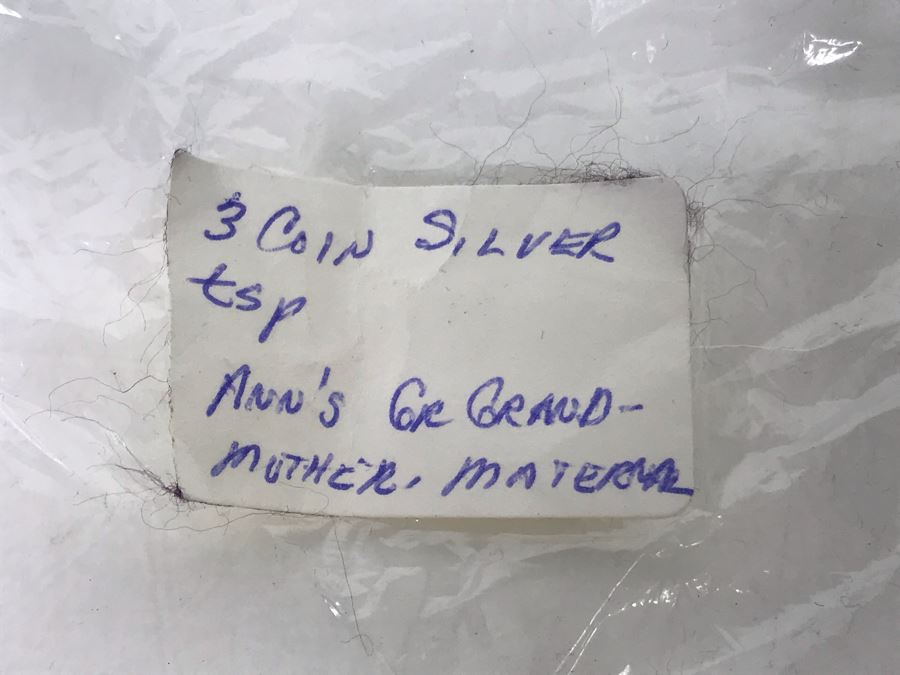 3 COIN SILVER
tsp
ANN'S GR GRAND-
MOTHER, MATERNAL